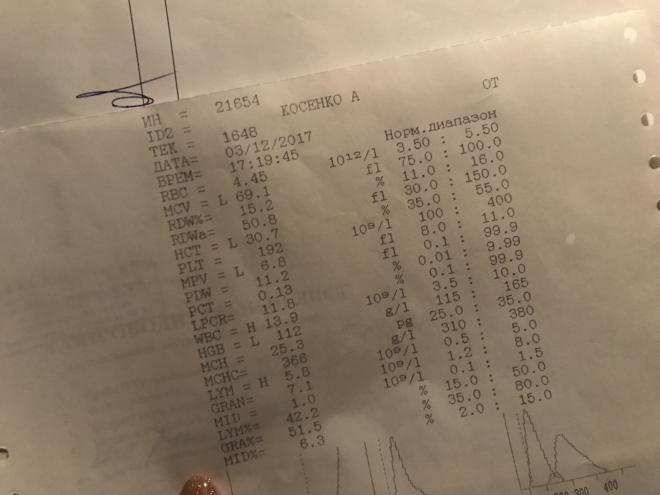 ИН = 21654 КОСЕНКО А ОТ
ID2 =
ТЕК = 1648
ДАТА= 03/12/2017 Норм.диапазон
ВРЕМ= 17:19:45
RBC = 4.45 10¹²/l 3.50 : 5.50
MCV = L 69.1 fl 75.0 : 100.0
RDW%= 15.2 % 11.0 : 16.0
RDWa= 50.8 fl 30.0 : 150.0
HCT = L 30.7 % 35.0 : 55.0
PLT = 192 10⁹/l 100 : 400
MPV = L 6.8 fl 8.0 : 11.0
PDW = 11.2 fl 0.1 : 99.9
PCT = 0.13 % 0.01 : 9.99
LPCR= 11.8 % 0.1 : 99.9
WBC = H 13.9 10⁹/l 3.5 : 10.0
HGB = L 112 g/l 115 : 165
MCH = 25.3 pg 25.0 : 35.0
MCHC= 366 g/l 310 : 380
LYM = H 5.8 10⁹/l 0.5 : 5.0
GRAN= 7.1 10⁹/l 1.2 : 8.0
MID = 1.0 10⁹/l 0.1 : 1.5
LYM%= 42.2 % 15.0 : 50.0
GRA%= 51.5 % 35.0 : 80.0
MID%= 6.3 % 2.0 : 15.0
300 400